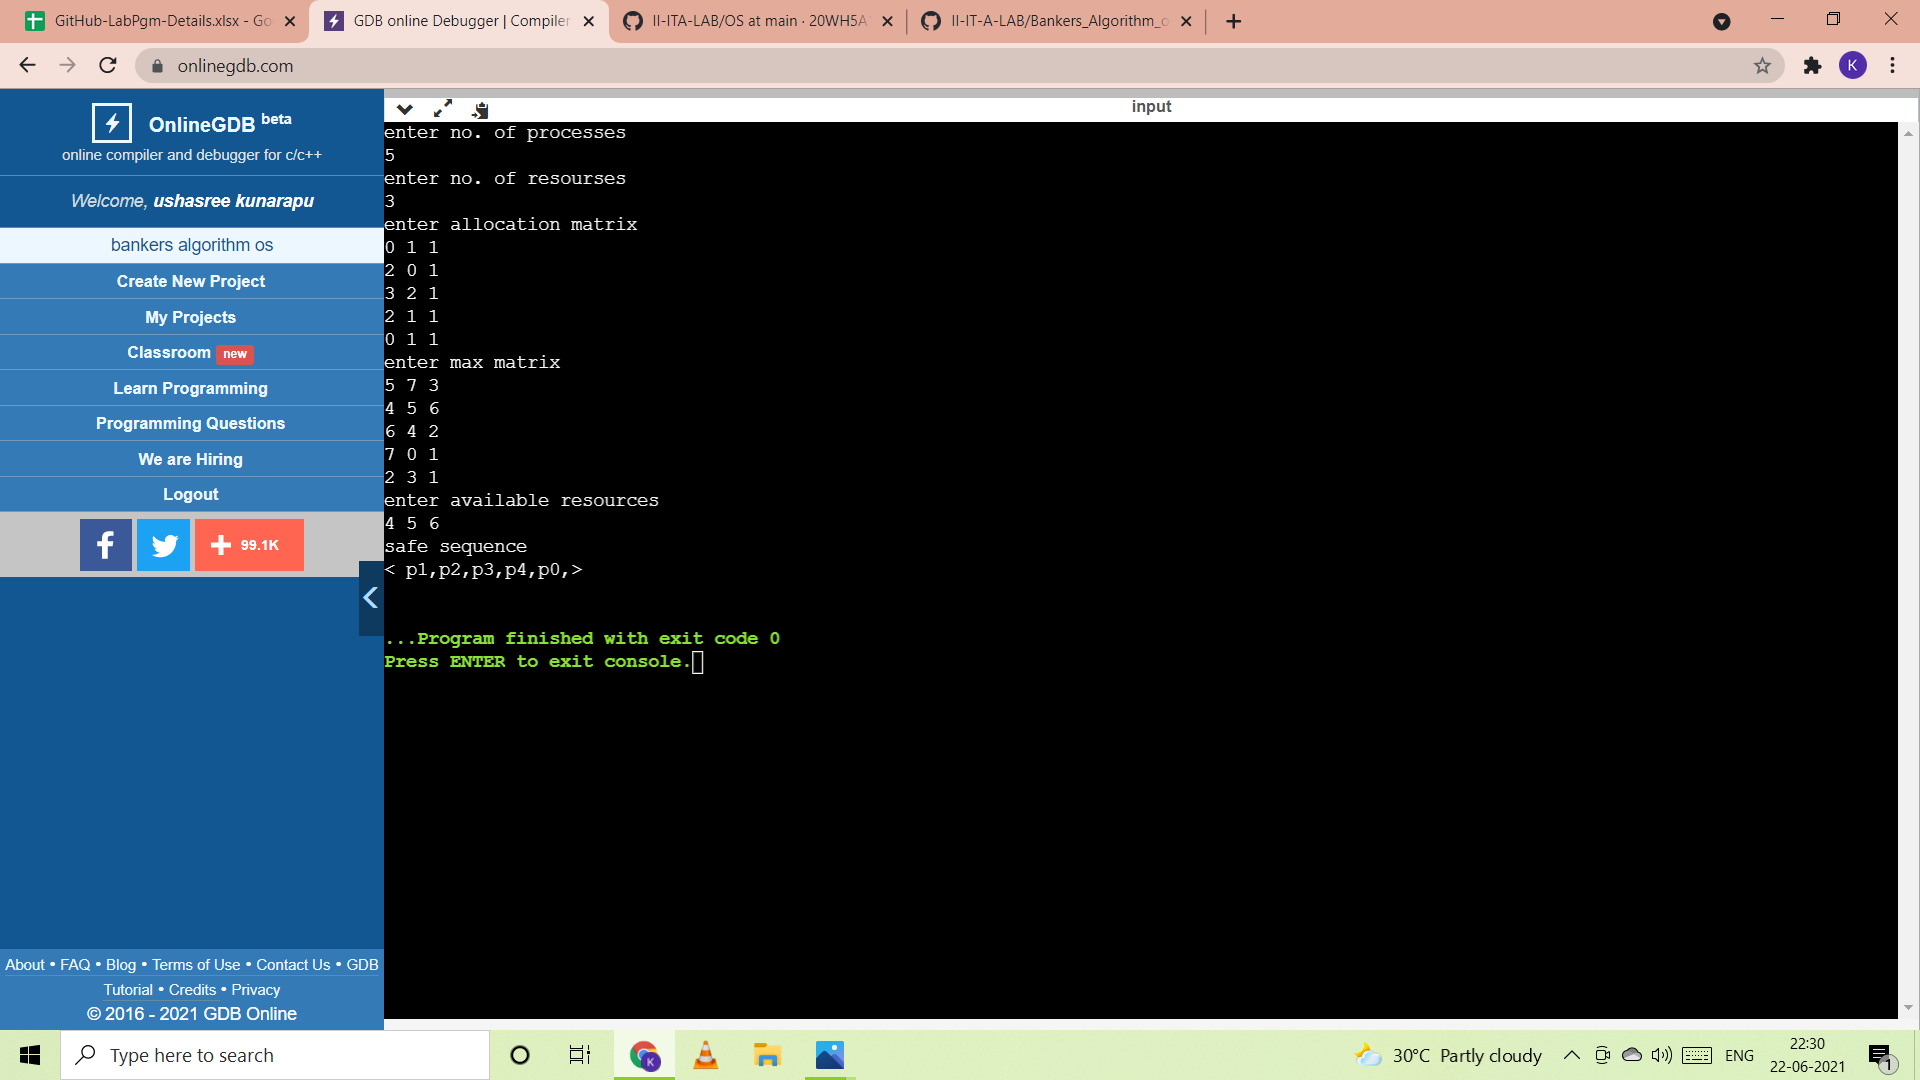 GitHub-LabPgm-Details.xlsx - Go
GDB online Debugger | Compiler
II-ITA-LAB/OS at main · 20WH5A
II-IT-A-LAB/Bankers_Algorithm_o
onlinegdb.com
K
OnlineGDB beta
online compiler and debugger for c/c++
Welcome, ushasree kunarapu
bankers algorithm os
Create New Project
My Projects
Classroom new
Learn Programming
Programming Questions
We are Hiring
Logout
99.1K
About • FAQ • Blog • Terms of Use • Contact Us • GDB
Tutorial • Credits • Privacy
© 2016 - 2021 GDB Online
input
enter no. of processes
5
enter no. of resourses
3
enter allocation matrix
0 1 1
2 0 1
3 2 1
2 1 1
0 1 1
enter max matrix
5 7 3
4 5 6
6 4 2
7 0 1
2 3 1
enter available resources
4 5 6
safe sequence
< p1,p2,p3,p4,p0,>
...Program finished with exit code 0
Press ENTER to exit console.
Type here to search
K
30°C Partly cloudy
ENG
22:30
22-06-2021
1